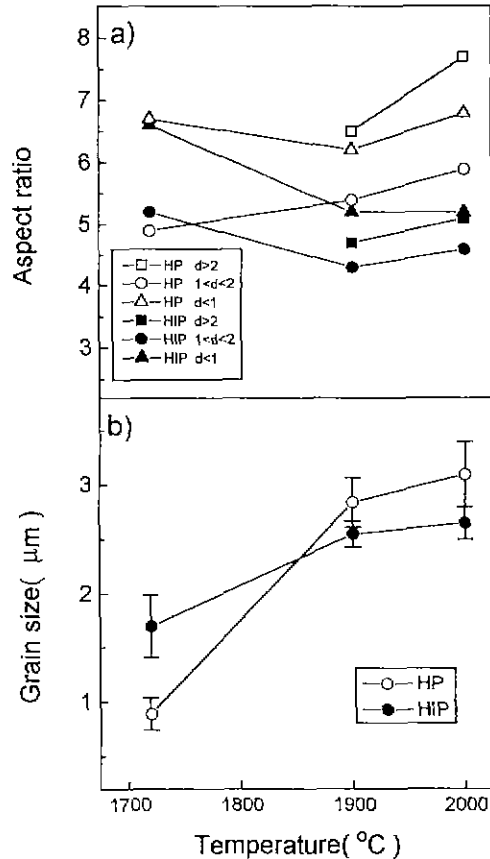 a)
8
7
6
5
4
3
Aspect ratio
HP d>2
HP 1<d<2
HP d<1
HIP d>2
HIP 1<d<2
HIP d<1
b)
3
2
1
Grain size( μm)
HP
HIP
1700 1800 1900 2000
Temperature( °C)